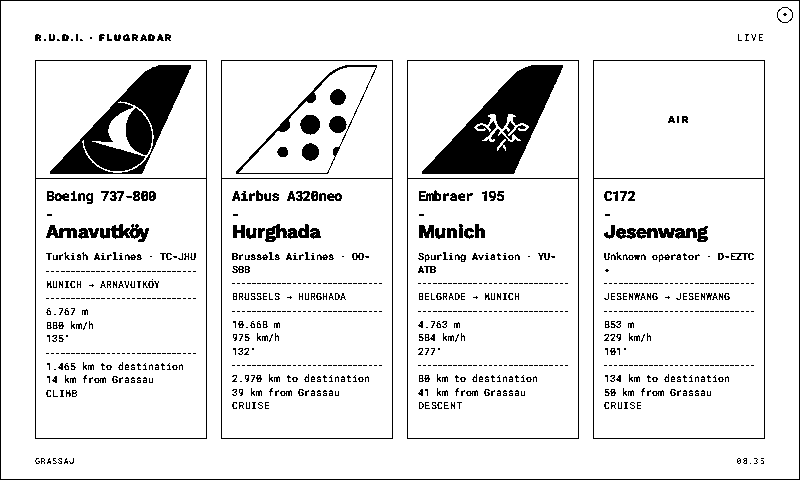 R.U.D.I. · FLUGRADAR
LIVE
Boeing 737-800
–
Arnavutköy
Turkish Airlines · TC-JHU
MUNICH → ARNAVUTKÖY
6.767 m
880 km/h
135°
1.465 km to destination
14 km from Grassau
CLIMB
Airbus A320neo
–
Hurghada
Brussels Airlines · OO-
SBB
BRUSSELS → HURGHADA
10.668 m
975 km/h
132°
2.970 km to destination
39 km from Grassau
CRUISE
Embraer 195
–
Munich
Spurling Aviation · YU-
ATB
BELGRADE → MUNICH
4.763 m
584 km/h
277°
80 km to destination
41 km from Grassau
DESCENT
AIR
C172
–
Jesenwang
Unknown operator · D-EZTC
JESENWANG → JESENWANG
853 m
229 km/h
101°
134 km to destination
50 km from Grassau
CRUISE
GRASSAU
08.35